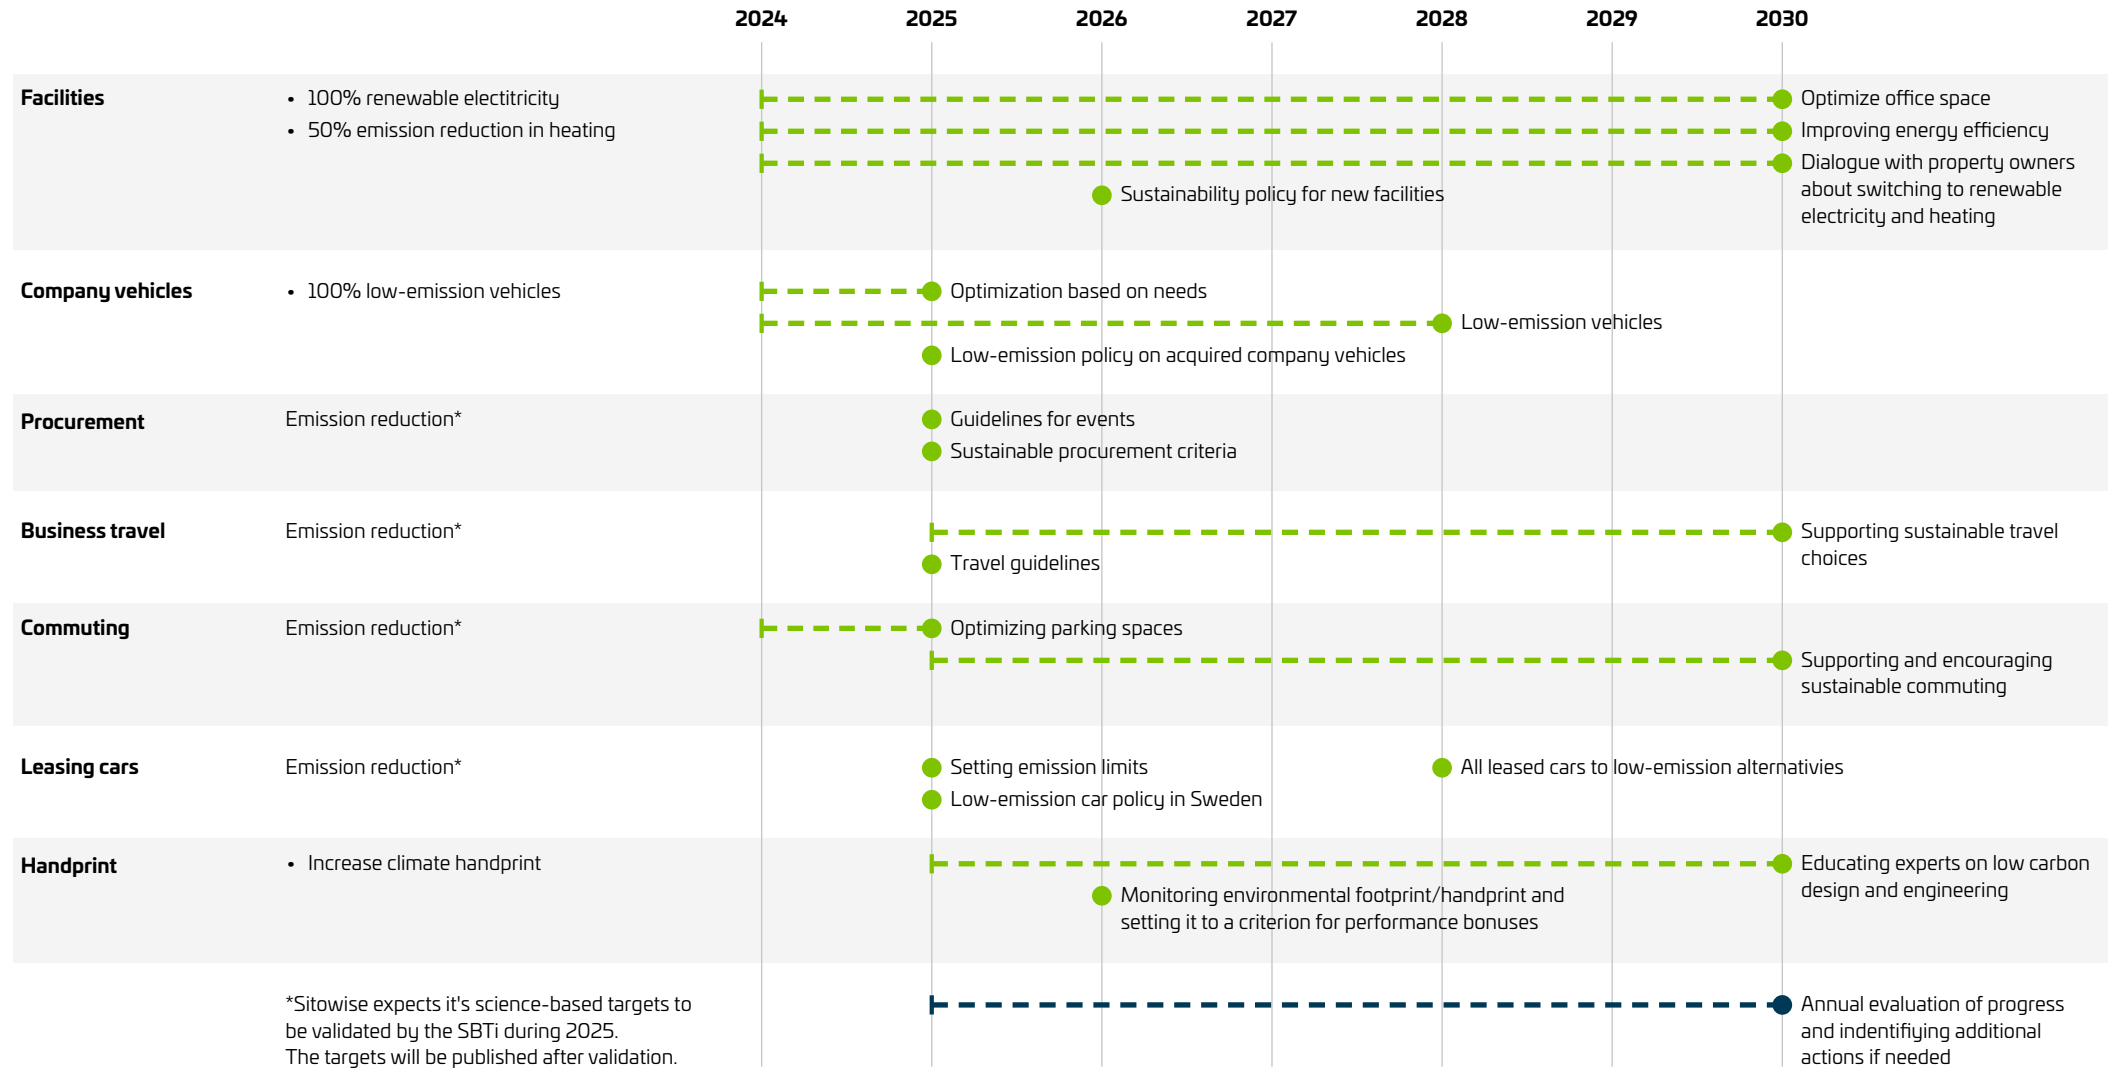 2024 2025 2026 2027 2028 2029 2030
Facilities
• 100% renewable electitricity
• 50% emission reduction in heating
Optimize office space
Improving energy efficiency
Dialogue with property owners
about switching to renewable
electricity and heating
Sustainability policy for new facilities
Company vehicles
• 100% low-emission vehicles
Optimization based on needs
Low-emission vehicles
Low-emission policy on acquired company vehicles
Procurement
Emission reduction*
Guidelines for events
Sustainable procurement criteria
Business travel
Emission reduction*
Supporting sustainable travel
choices
Travel guidelines
Commuting
Emission reduction*
Optimizing parking spaces
Supporting and encouraging
sustainable commuting
Leasing cars
Emission reduction*
Setting emission limits
All leased cars to low-emission alternativies
Low-emission car policy in Sweden
Handprint
• Increase climate handprint
Educating experts on low carbon
design and engineering
Monitoring environmental footprint/handprint and
setting it to a criterion for performance bonuses
*Sitowise expects it's science-based targets to
be validated by the SBTi during 2025.
The targets will be published after validation.
Annual evaluation of progress
and indentifiying additional
actions if needed